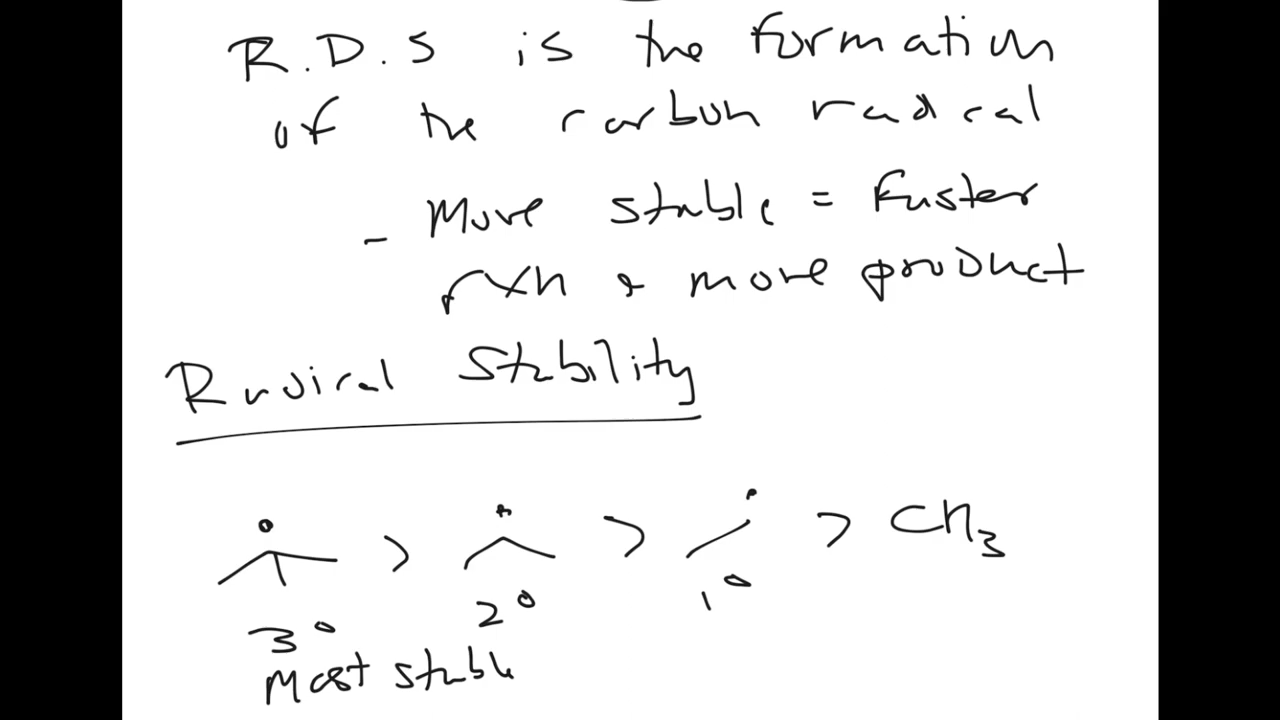 R.D.S is the formation
of the carbon radical
- More stable = Faster
rxn & more product
Radical Stability
> > > CH3
3° 2° 1°
Most stable